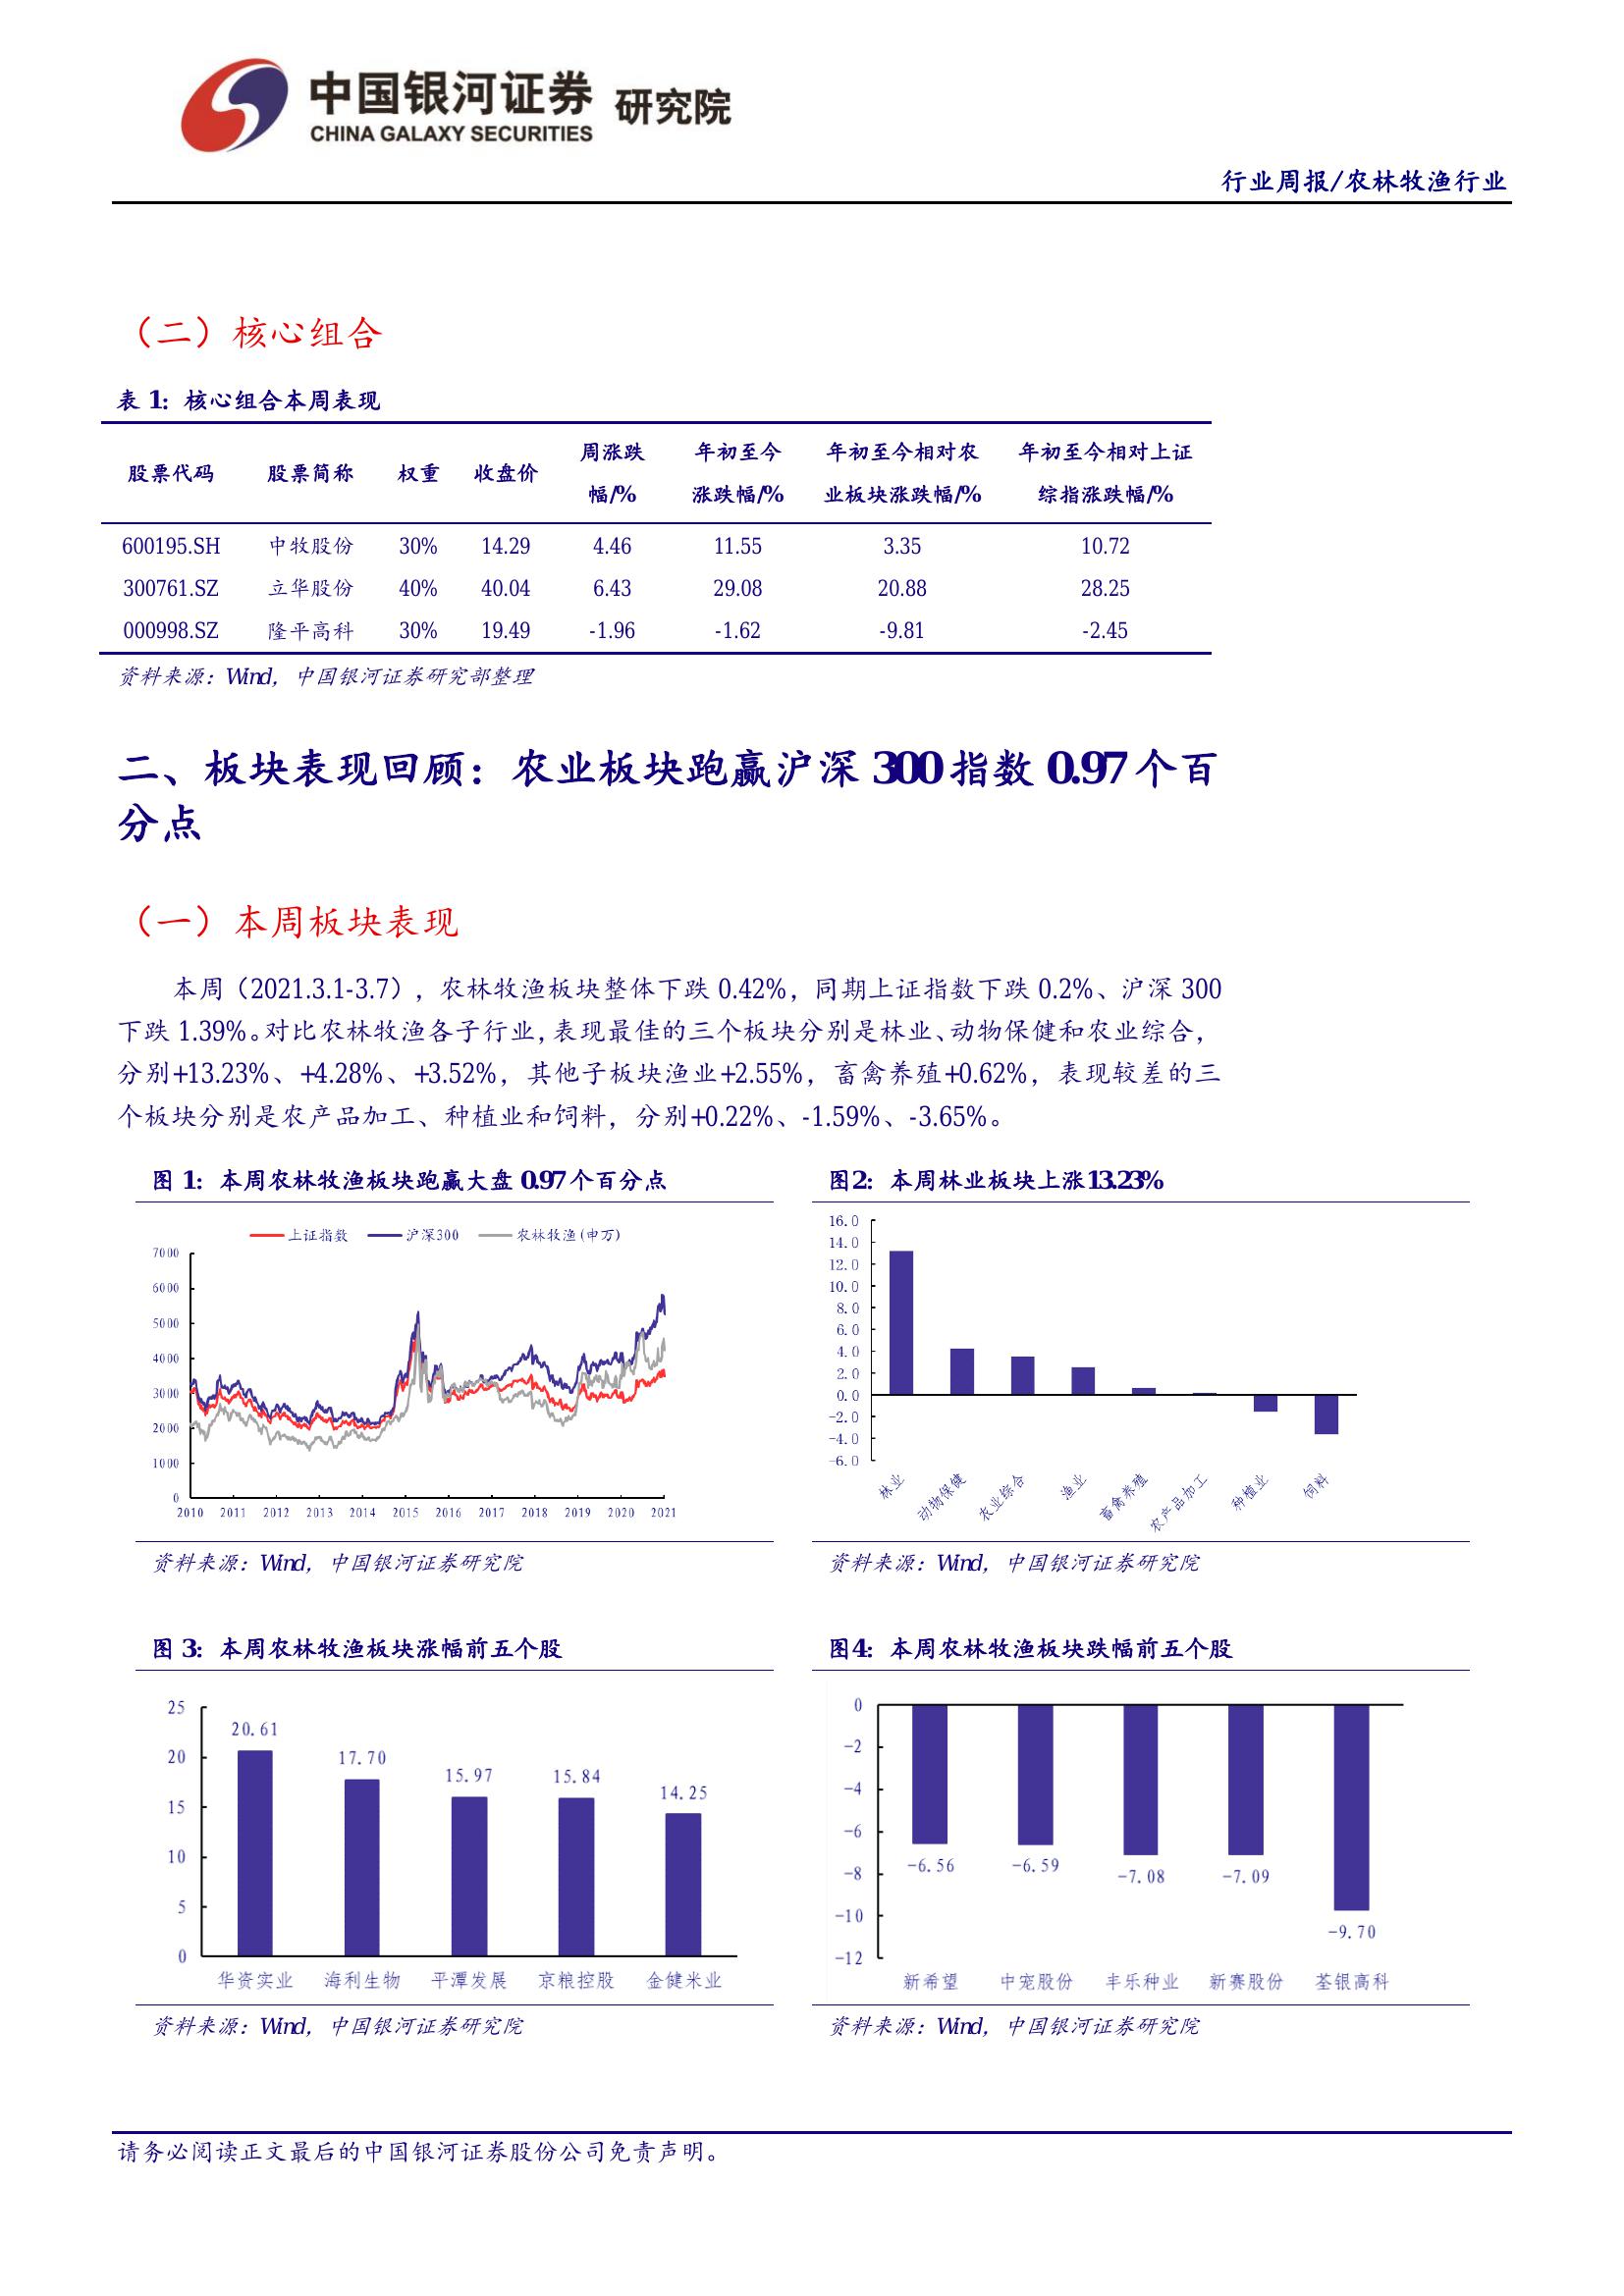 中国银河证券 研究院
CHINA GALAXY SECURITIES
行业周报/农林牧渔行业
（二）核心组合
表 1：核心组合本周表现
股票代码 股票简称 权重 收盘价 周涨跌幅/% 年初至今涨跌幅/% 年初至今相对农业板块涨跌幅/% 年初至今相对上证综指涨跌幅/%
600195.SH 中牧股份 30% 14.29 4.46 11.55 3.35 10.72
300761.SZ 立华股份 40% 40.04 6.43 29.08 20.88 28.25
000998.SZ 隆平高科 30% 19.49 -1.96 -1.62 -9.81 -2.45
资料来源：Wind，中国银河证券研究部整理
二、板块表现回顾：农业板块跑赢沪深 300 指数 0.97 个百
分点
（一）本周板块表现
本周（2021.3.1-3.7），农林牧渔板块整体下跌 0.42%，同期上证指数下跌 0.2%、沪深 300
下跌 1.39%。对比农林牧渔各子行业，表现最佳的三个板块分别是林业、动物保健和农业综合，
分别+13.23%、+4.28%、+3.52%，其他子板块渔业+2.55%，畜禽养殖+0.62%，表现较差的三
个板块分别是农产品加工、种植业和饲料，分别+0.22%、-1.59%、-3.65%。
图 1：本周农林牧渔板块跑赢大盘 0.97 个百分点
上证指数 沪深300 农林牧渔(申万)
7000
6000
5000
4000
3000
2000
1000
0
2010 2011 2012 2013 2014 2015 2016 2017 2018 2019 2020 2021
资料来源：Wind，中国银河证券研究院
图2：本周林业板块上涨13.23%
16.0
14.0
12.0
10.0
8.0
6.0
4.0
2.0
0.0
-2.0
-4.0
-6.0
林业 动物保健 农业综合 渔业 畜禽养殖 农产品加工 种植业 饲料
资料来源：Wind，中国银河证券研究院
图 3：本周农林牧渔板块涨幅前五个股
25
20
15
10
5
0
20.61 17.70 15.97 15.84 14.25
华资实业 海利生物 平潭发展 京粮控股 金健米业
资料来源：Wind，中国银河证券研究院
图4：本周农林牧渔板块跌幅前五个股
0
-2
-4
-6
-8
-10
-12
-6.56 -6.59 -7.08 -7.09 -9.70
新希望 中宠股份 丰乐种业 新赛股份 荃银高科
资料来源：Wind，中国银河证券研究院
请务必阅读正文最后的中国银河证券股份公司免责声明。